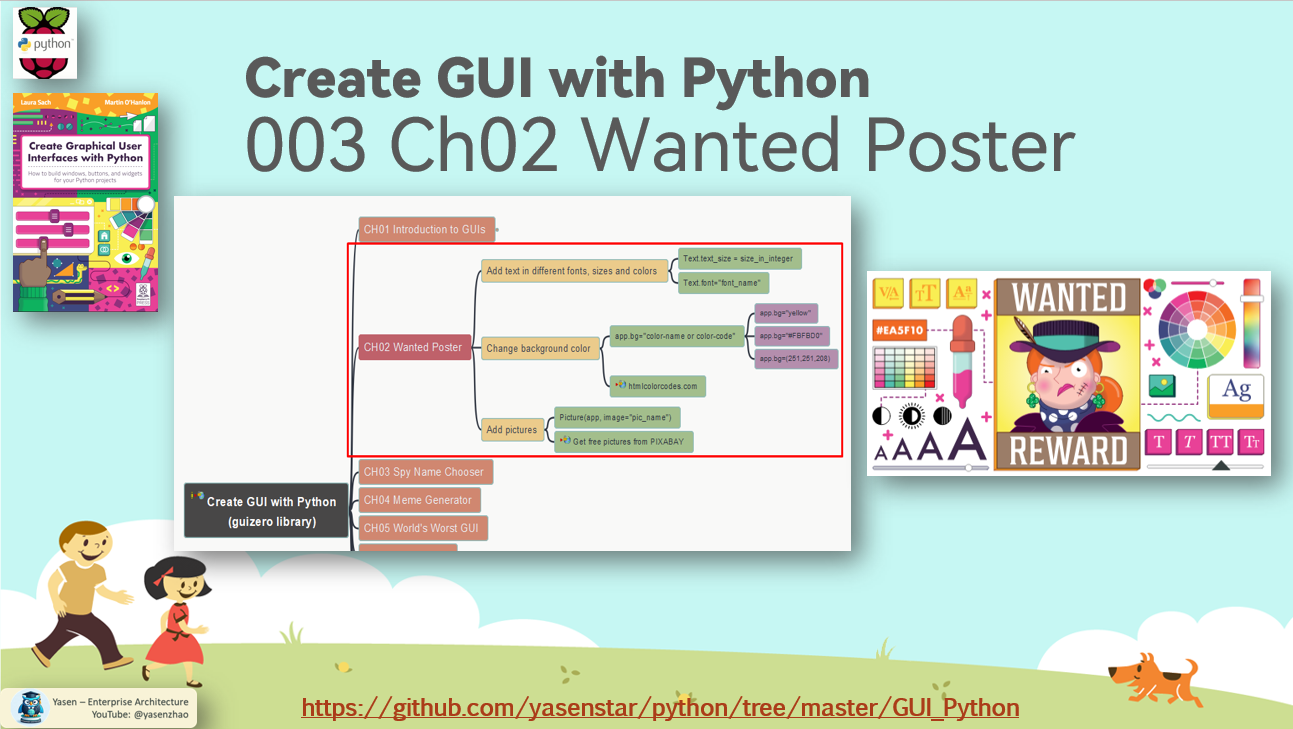 python
Create GUI with Python
003 Ch02 Wanted Poster
Laura Sach
Martin O'Hanlon
Create Graphical User
Interfaces with Python
How to build windows, buttons, and widgets
for your Python projects
CH01 Introduction to GUIs
Add text in different fonts, sizes and colors
Text.text_size = size_in_integer
Text.font="font_name"
CH02 Wanted Poster
Change background color
app.bg="color-name or color-code"
app.bg="yellow"
app.bg="#FBFBD0"
app.bg=(251,251,208)
htmlcolorcodes.com
Add pictures
Picture(app, image="pic_name")
Get free pictures from PIXABAY
CH03 Spy Name Chooser
CH04 Meme Generator
CH05 World's Worst GUI
Create GUI with Python
(guizero library)
V/A
TT
Aa
#EA5F10
A A A A
WANTED
REWARD
Ag
T T TT TT
Yasen – Enterprise Architecture
YouTube: @yasenzhao
https://github.com/yasenstar/python/tree/master/GUI_Python